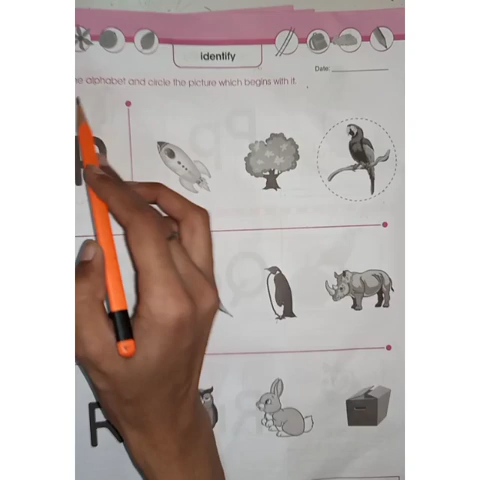 identify
Date:
alphabet and circle the picture which begins with it.
R